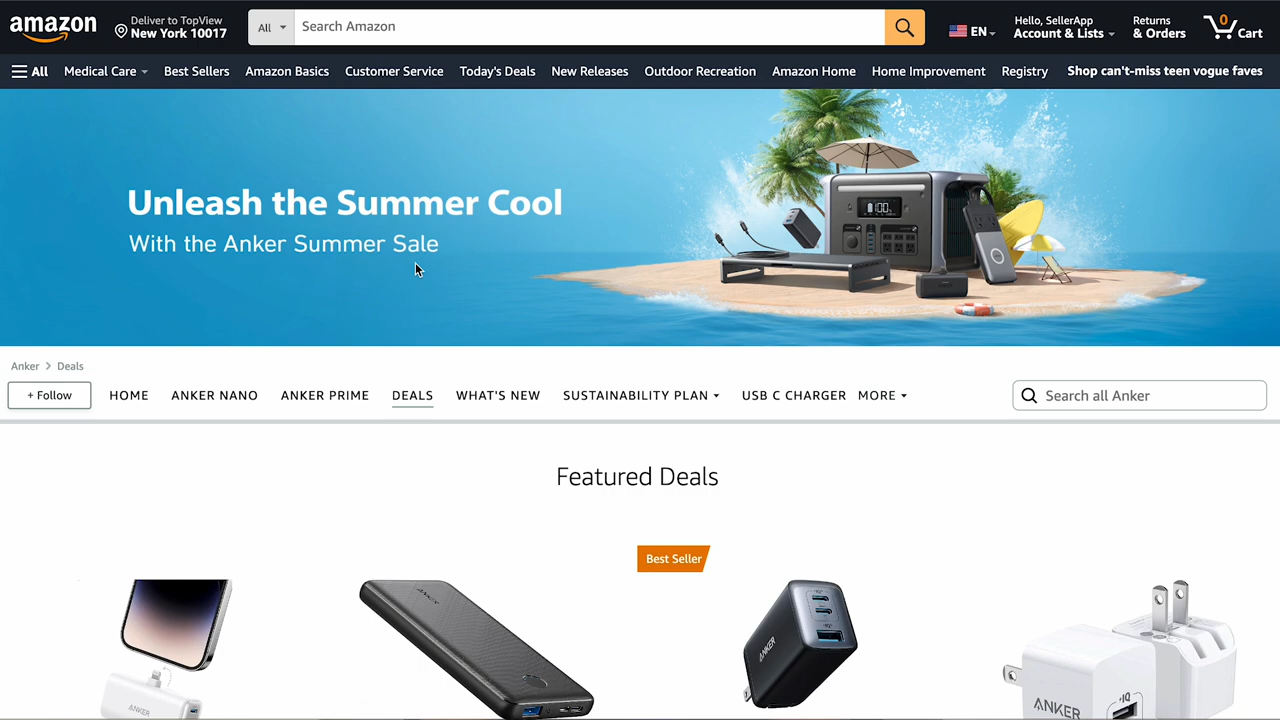 amazon
Deliver to TopView
New York 10017
All
Search Amazon
EN
Hello, SellerApp
Account & Lists
Returns
& Orders
0
Cart
All
Medical Care
Best Sellers
Amazon Basics
Customer Service
Today's Deals
New Releases
Outdoor Recreation
Amazon Home
Home Improvement
Registry
Shop can't-miss teen vogue faves
Unleash the Summer Cool
With the Anker Summer Sale
100
Anker > Deals
+ Follow
HOME
ANKER NANO
ANKER PRIME
DEALS
WHAT'S NEW
SUSTAINABILITY PLAN
USB C CHARGER
MORE
Search all Anker
Featured Deals
Best Seller
ANKER
ANKER
ANKER
ANKER
IQ